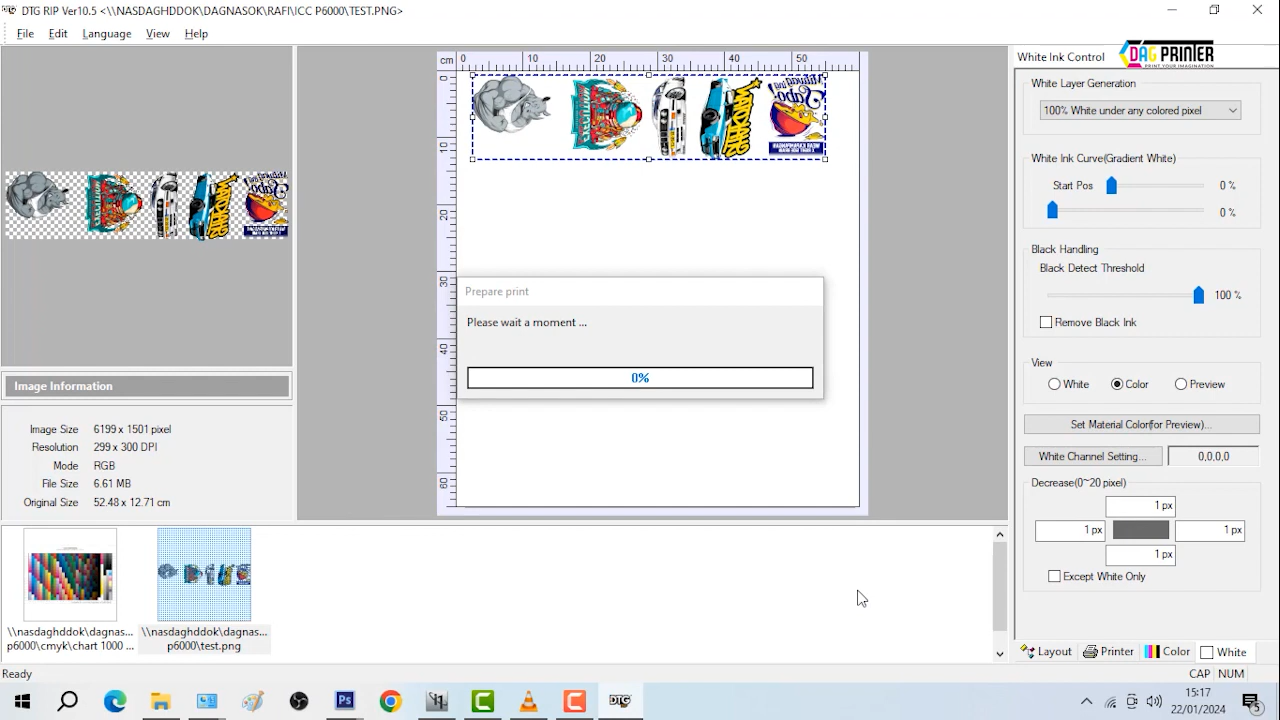 DTG RIP Ver10.5 <\\NASDAGHDDOK\DAGNASOK\RAFI\ICC P6000\TEST.PNG>
File Edit Language View Help
cm 0 10 20 30 40 50
0
10
20
30
40
50
60
Prepare print
Please wait a moment ...
0%
Image Information
Image Size 6199 x 1501 pixel
Resolution 299 x 300 DPI
Mode RGB
File Size 6.61 MB
Original Size 52.48 x 12.71 cm
\\nasdaghddok\dagnas...
p6000\cmyk\chart 1000 ...
\\nasdaghddok\dagnas...
p6000\test.png
White Ink Control
DAG PRINTER
PRINT YOUR IMAGINATION
White Layer Generation
100% White under any colored pixel
White Ink Curve(Gradient White)
Start Pos 0 %
0 %
Black Handling
Black Detect Threshold
100 %
Remove Black Ink
View
White Color Preview
Set Material Color(for Preview)...
White Channel Setting... 0,0,0,0
Decrease(0~20 pixel)
1 px
1 px 1 px
1 px
Except White Only
Layout Printer Color White
Ready
CAP NUM
Ps
DTG
15:17
22/01/2024
5